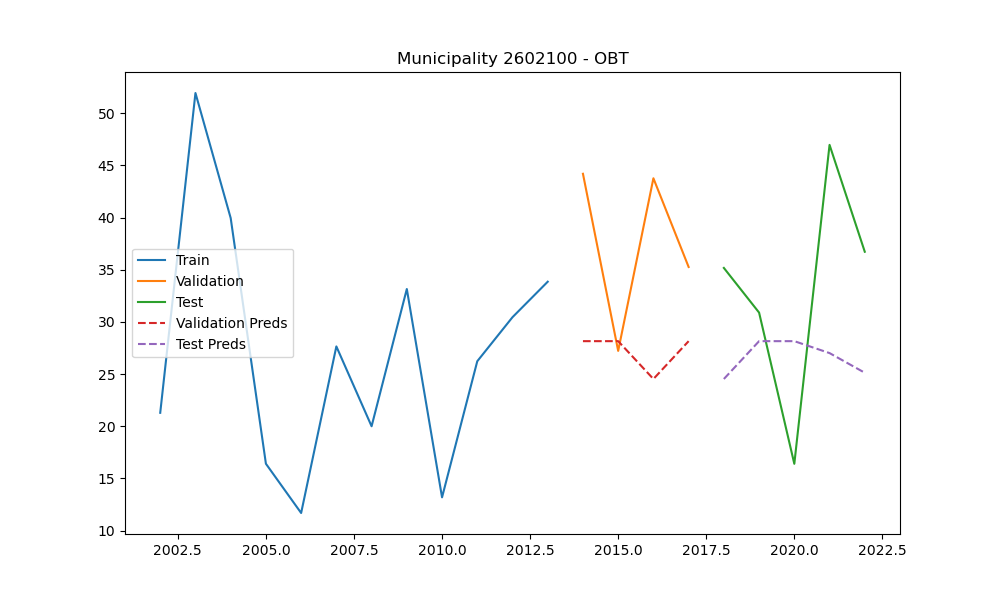 Municipality 2602100 - OBT
50
45
40
35
30
25
20
15
10
Train
Validation
Test
Validation Preds
Test Preds
2002.5 2005.0 2007.5 2010.0 2012.5 2015.0 2017.5 2020.0 2022.5